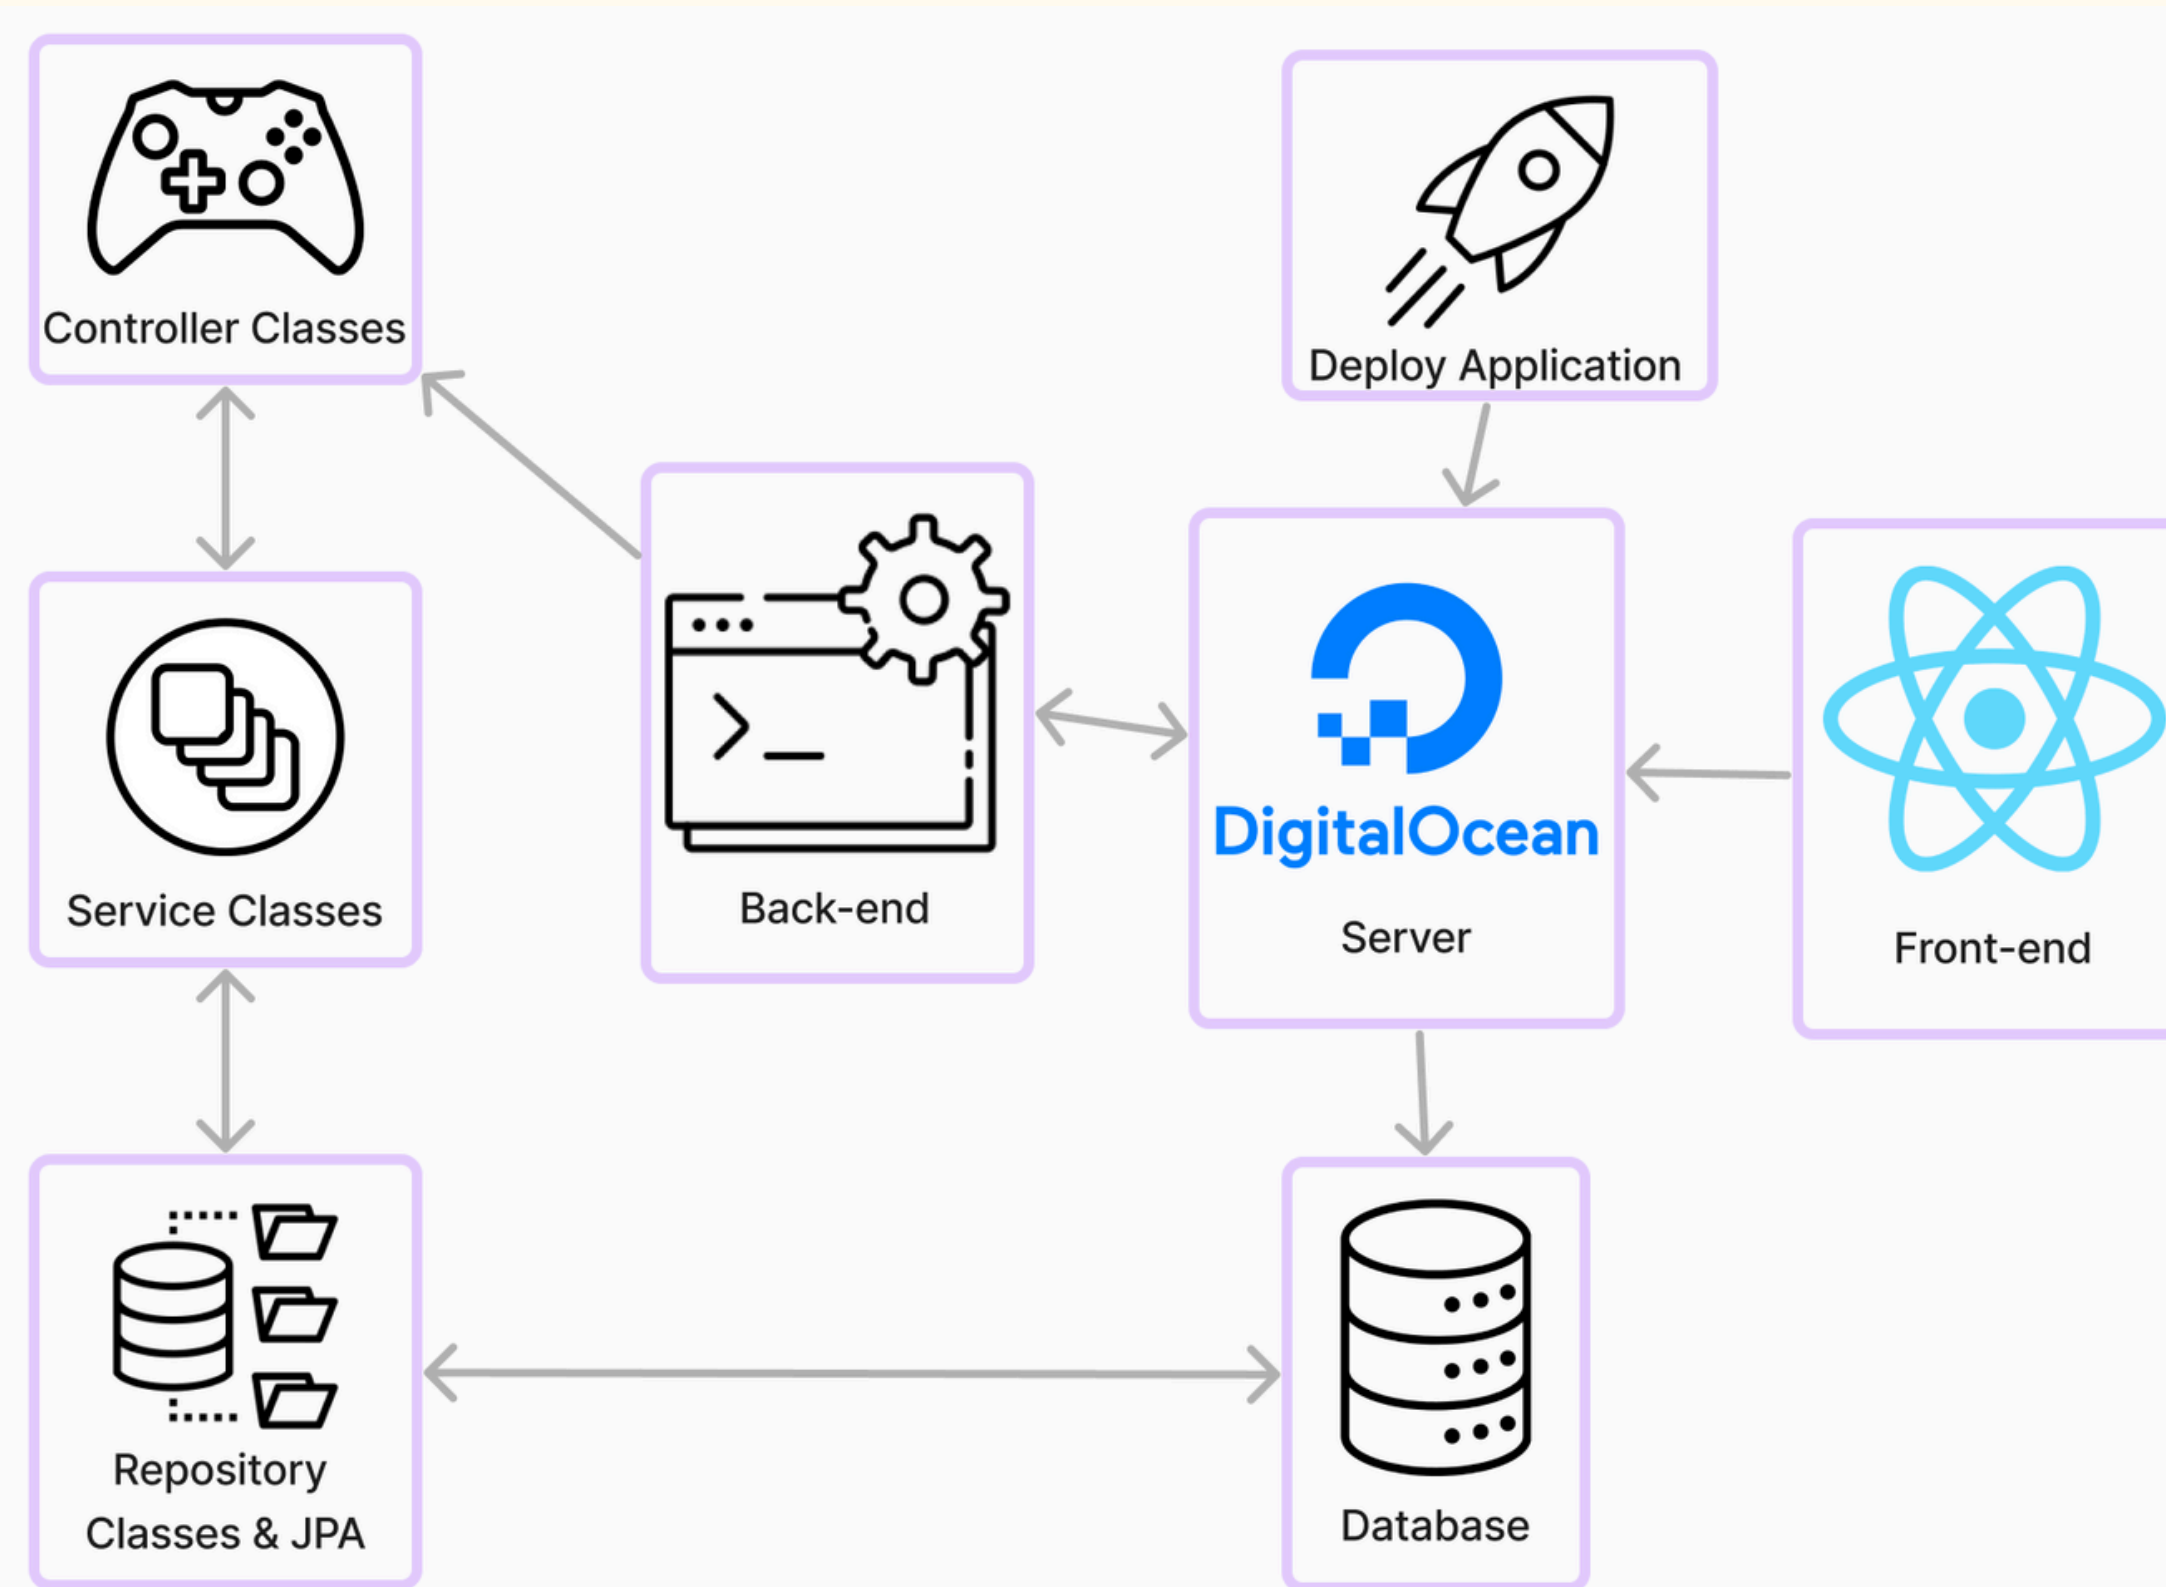 Controller Classes
Deploy Application
Service Classes
Back-end
DigitalOcean
Server
Front-end
Repository
Classes & JPA
Database